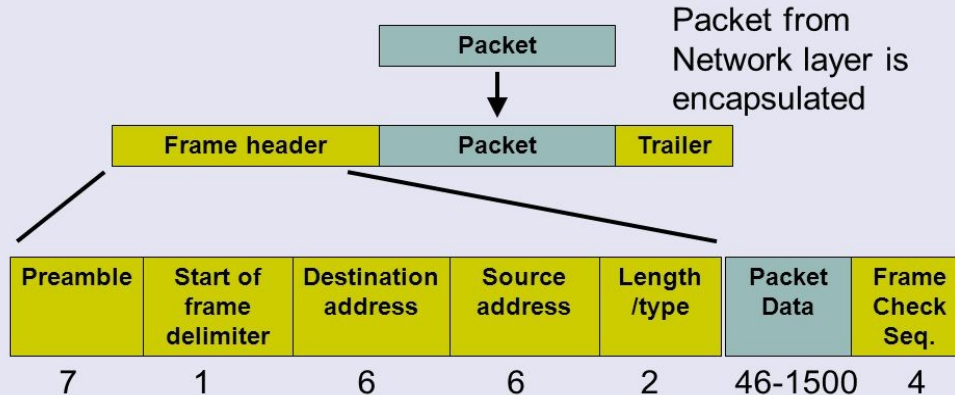 Packet
Packet from
Network layer is
encapsulated
Frame header
Packet
Trailer
Preamble
Start of
frame
delimiter
Destination
address
Source
address
Length
/type
Packet
Data
Frame
Check
Seq.
7 1 6 6 2 46-1500 4